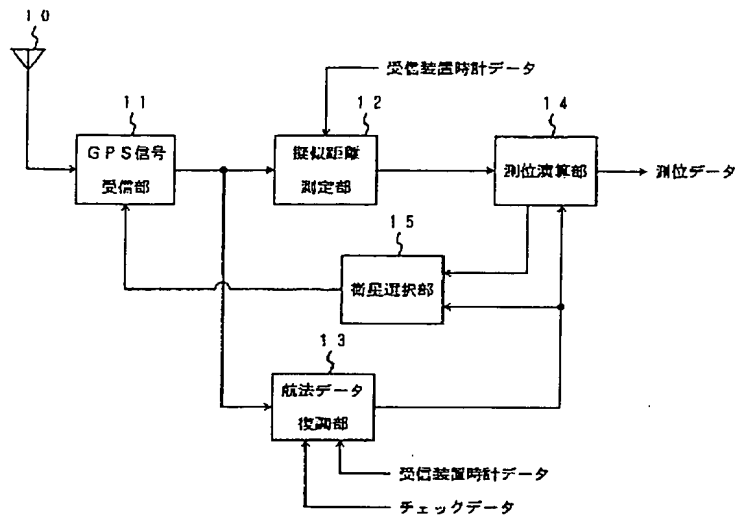 10
受信装置時計データ
11
12
14
GPS信号
受信部
擬似距離
測定部
測位演算部
測位データ
15
衛星選択部
13
航法データ
復調部
受信装置時計データ
チェックデータ